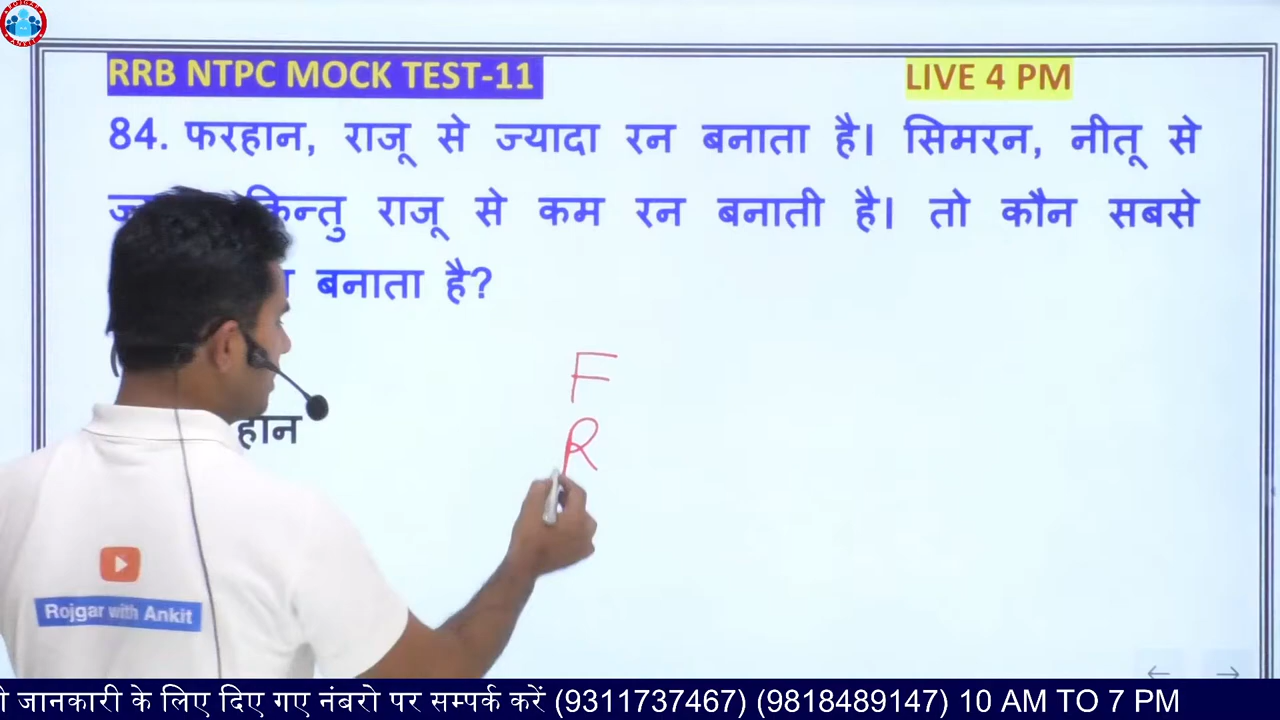 RRB NTPC MOCK TEST-11
LIVE 4 PM
84. फरहान, राजू से ज्यादा रन बनाता है। सिमरन, नीतू से
किन्तु राजू से कम रन बनाती है। तो कौन सबसे
बनाता है?
F
हान
R
Rojgar with Ankit
जानकारी के लिए दिए गए नंबरो पर सम्पर्क करें (9311737467) (9818489147) 10 AM TO 7 PM